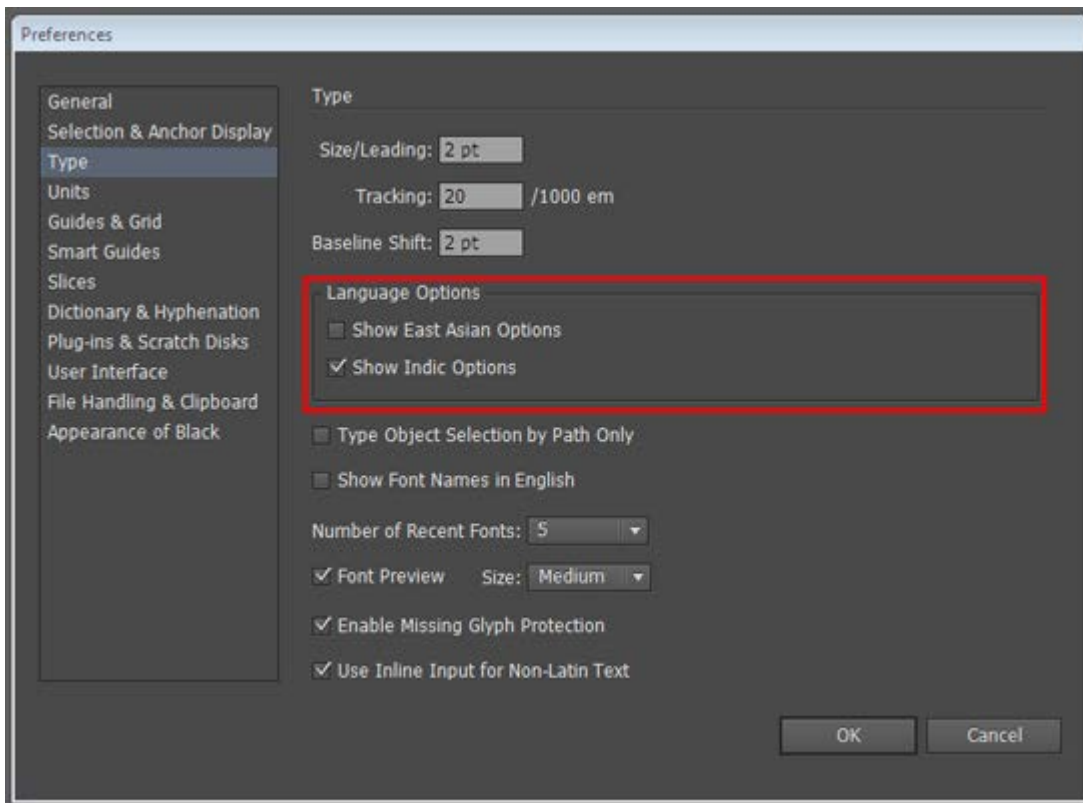 Preferences
General
Selection & Anchor Display
Type
Units
Guides & Grid
Smart Guides
Slices
Dictionary & Hyphenation
Plug-ins & Scratch Disks
User Interface
File Handling & Clipboard
Appearance of Black
Type
Size/Leading: 2 pt
Tracking: 20 /1000 em
Baseline Shift: 2 pt
Language Options
Show East Asian Options
Show Indic Options
Type Object Selection by Path Only
Show Font Names in English
Number of Recent Fonts: 5
Font Preview Size: Medium
Enable Missing Glyph Protection
Use Inline Input for Non-Latin Text
OK Cancel